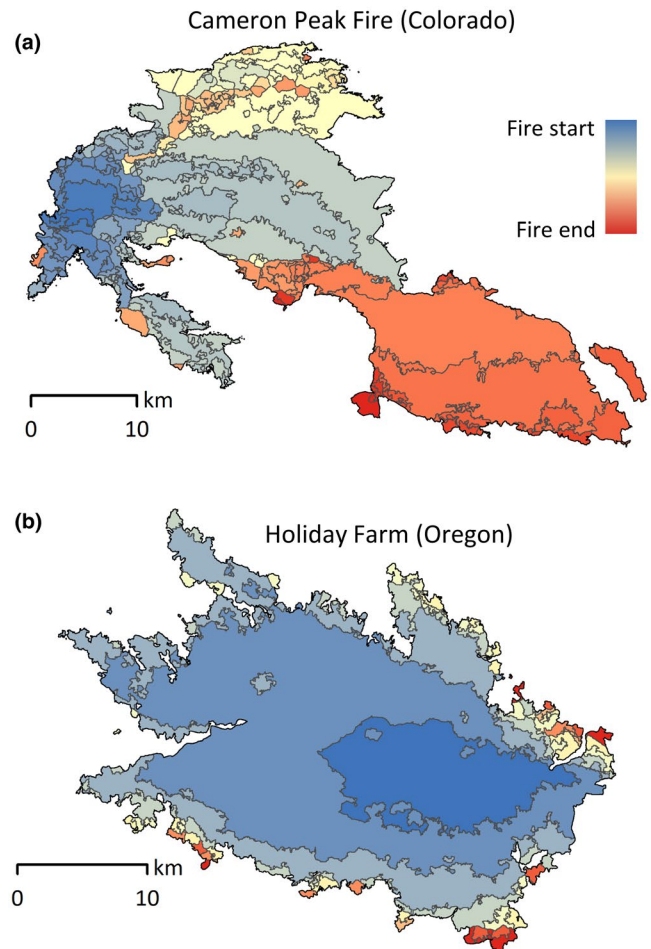 Cameron Peak Fire (Colorado)
(a)
Fire start
Fire end
km
0 10
(b)
Holiday Farm (Oregon)
km
0 10